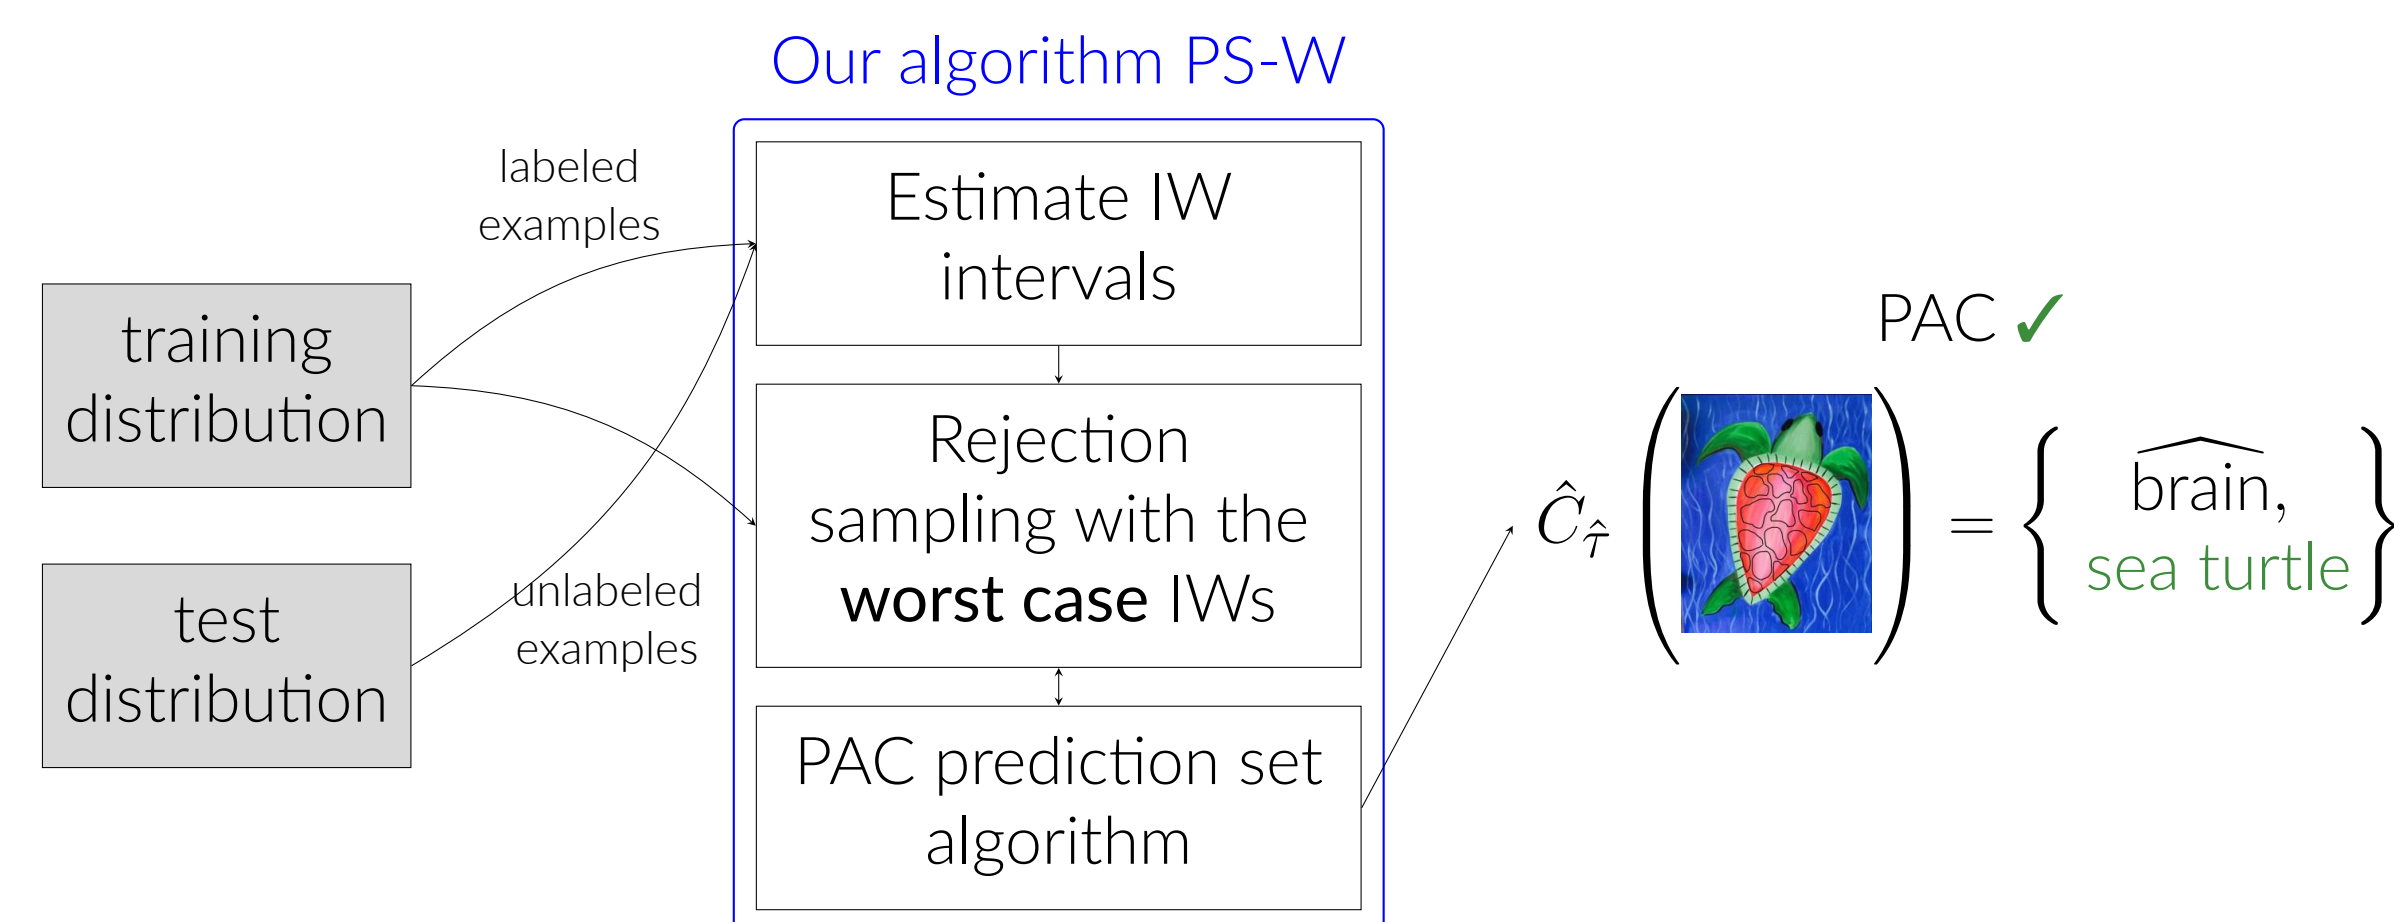 Our algorithm PS-W
labeled
examples
training
distribution
test
distribution
unlabeled
examples
Estimate IW
intervals
Rejection
sampling with the
worst case IWs
PAC prediction set
algorithm
PAC ✓
Ĉ_τ̂ ( ) = { brain,
sea turtle }